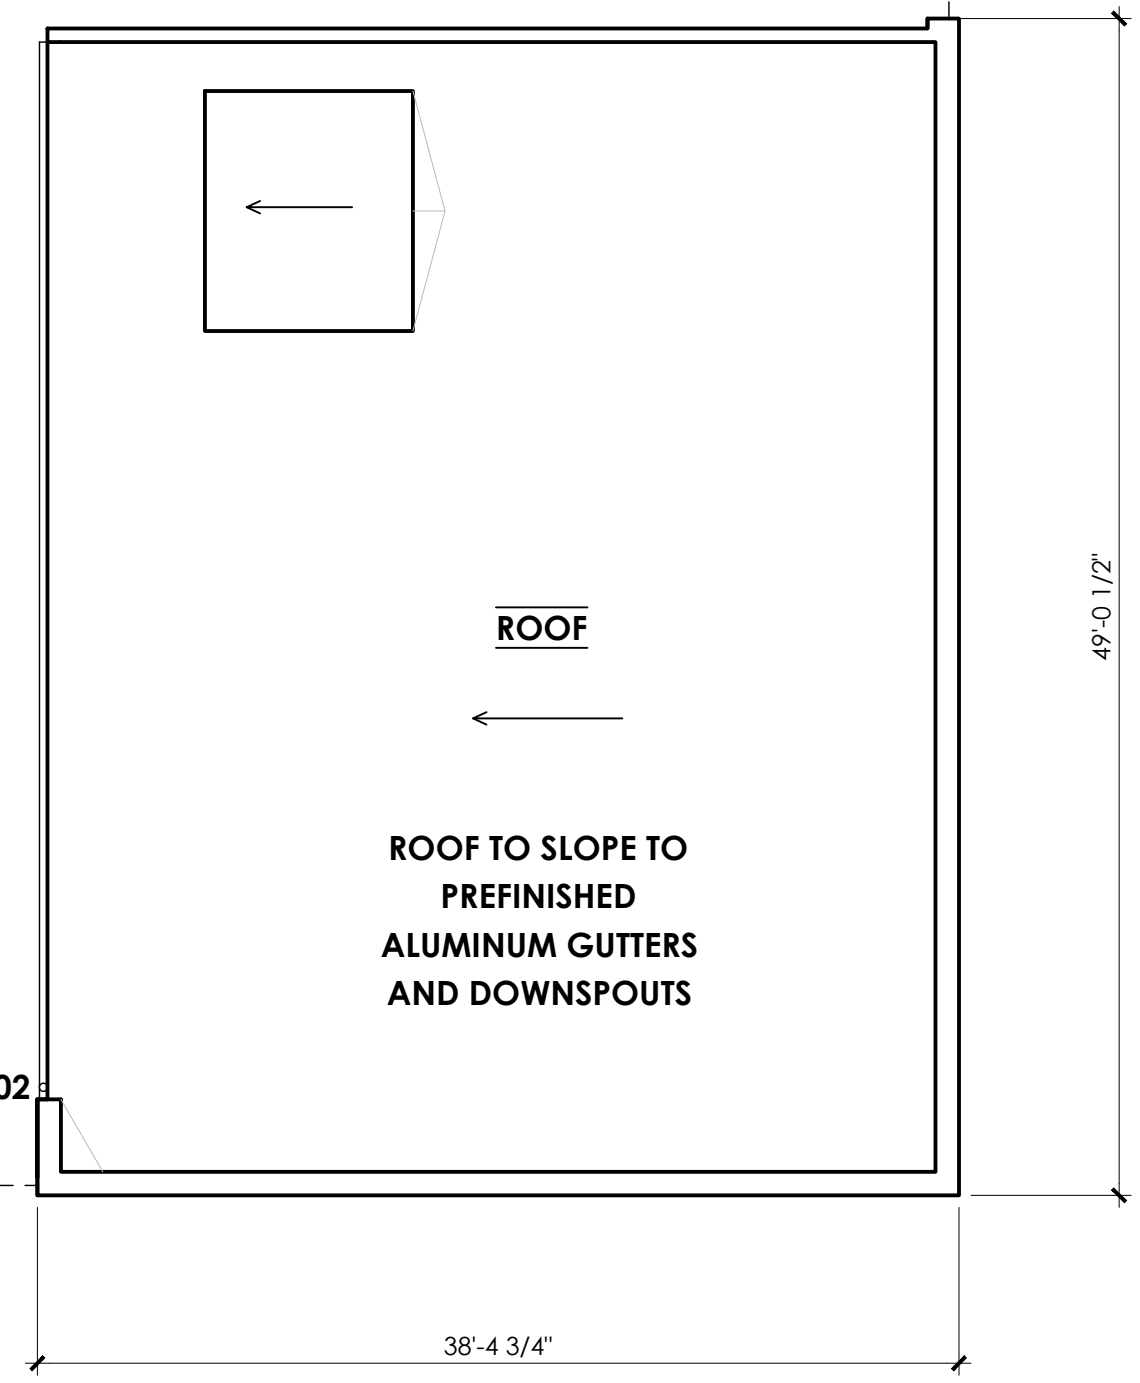 ROOF
49'-0 1/2"
ROOF TO SLOPE TO
PREFINISHED
ALUMINUM GUTTERS
AND DOWNSPOUTS
02
38'-4 3/4"